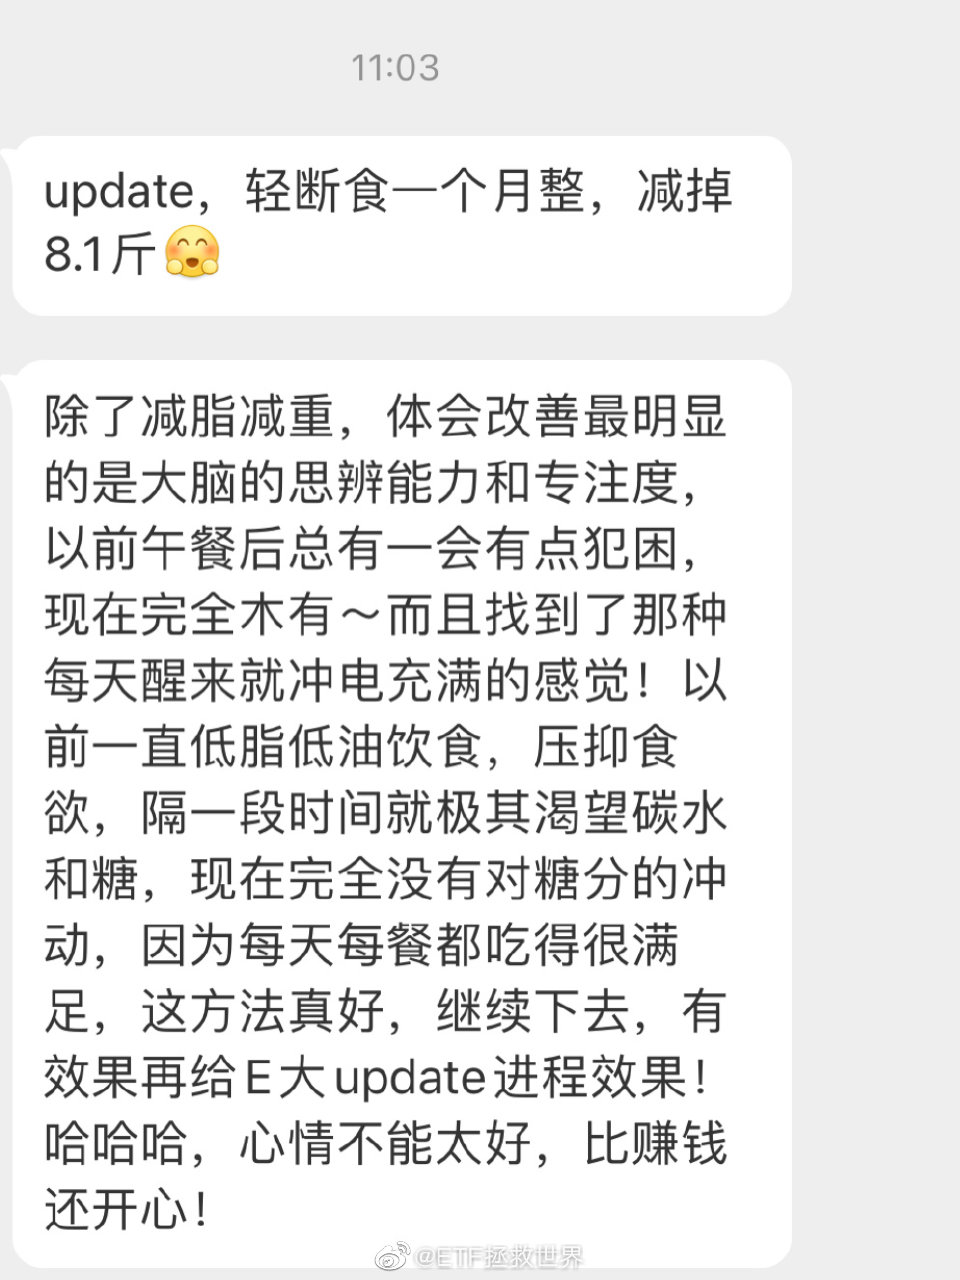 11:03
update，轻断食一个月整，减掉
8.1斤🤗
除了减脂减重，体会改善最明显
的是大脑的思辨能力和专注度，
以前午餐后总有一会有点犯困，
现在完全木有～而且找到了那种
每天醒来就冲电充满的感觉！以
前一直低脂低油饮食，压抑食
欲，隔一段时间就极其渴望碳水
和糖，现在完全没有对糖分的冲
动，因为每天每餐都吃得很满
足，这方法真好，继续下去，有
效果再给E大update进程效果！
哈哈哈，心情不能太好，比赚钱
还开心！
@ETF拯救世界